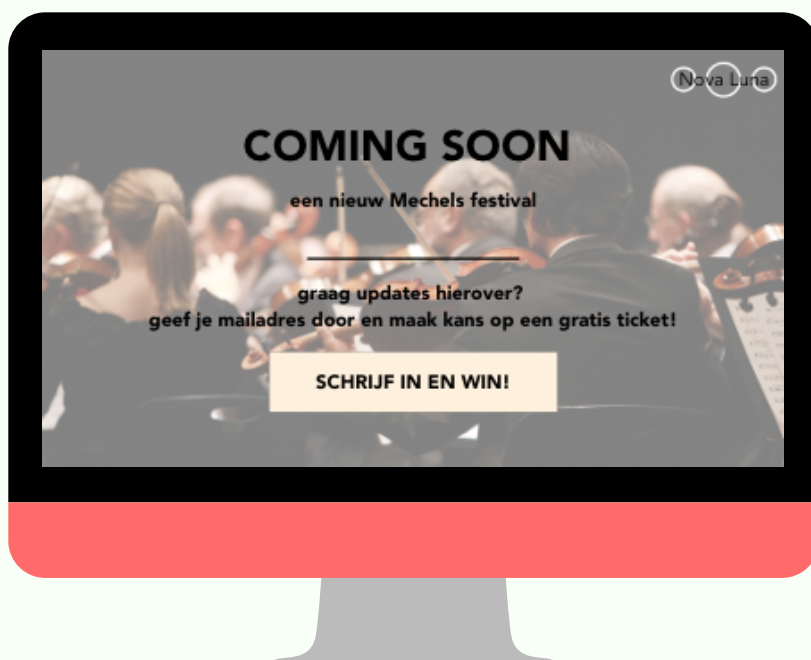 Nova Luna
COMING SOON
een nieuw Mechels festival
graag updates hierover?
geef je mailadres door en maak kans op een gratis ticket!
SCHRIJF IN EN WIN!